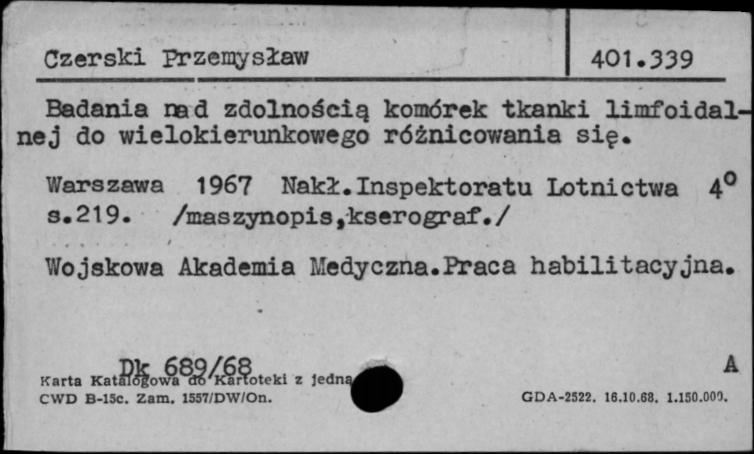 Czerski Przemysław 401.339
Badania nad zdolnością komórek tkanki limfoidal-
nej do wielokierunkowego różnicowania się.
Warszawa 1967 Nakł.Inspektoratu Lotnictwa 4°
s.219. /maszynopis,kserograf./
Wojskowa Akademia Medyczna.Praca habilitacyjna.
Dk 689/68 A
Karta Katalogowa do Kartoteki z jedną
CWD B-15c. Zam. 1557/DW/On. GDA-2522. 16.10.68. 1.150.000.